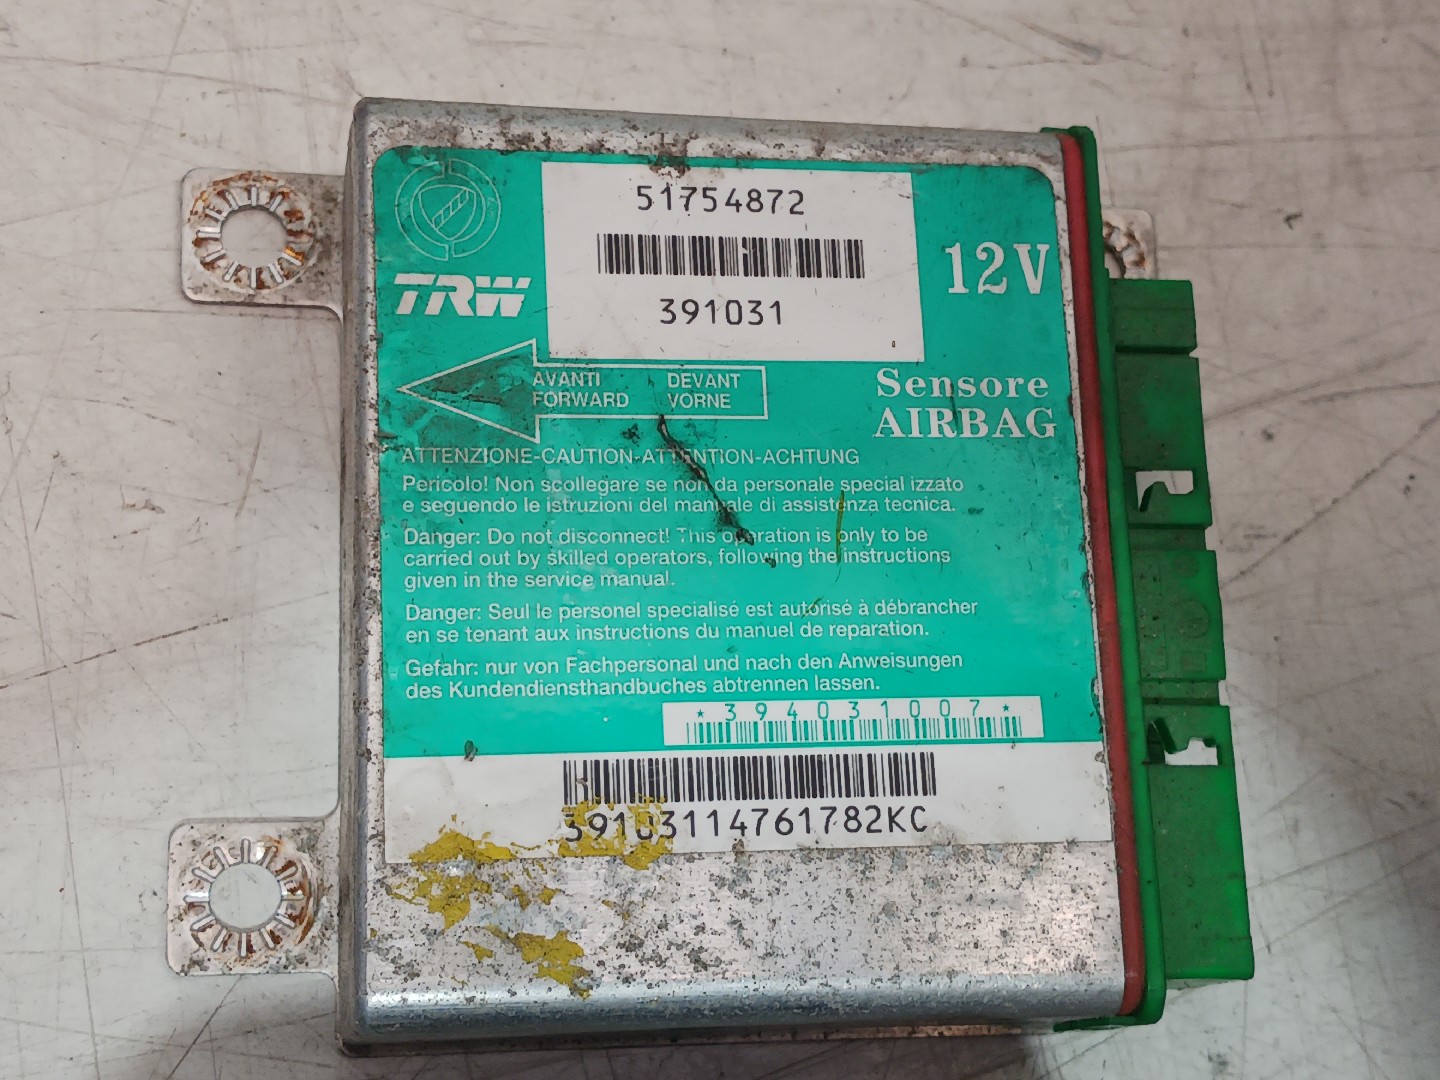 51754872
TRW
391031
12V
AVANTI DEVANT
FORWARD VORNE
Sensore
AIRBAG
ATTENZIONE-CAUTION-ATTENTION-ACHTUNG
Pericolo! Non scollegare se non da personale special izzato
e seguendo le istruzioni del manuale di assistenza tecnica.
Danger: Do not disconnect! This operation is only to be
carried out by skilled operators, following the instructions
given in the service manual.
Danger: Seul le personel specialisé est autorisé à débrancher
en se tenant aux instructions du manuel de reparation.
Gefahr: nur von Fachpersonal und nach den Anweisungen
des Kundendiensthandbuches abtrennen lassen.
*394031007*
39103114761782KC